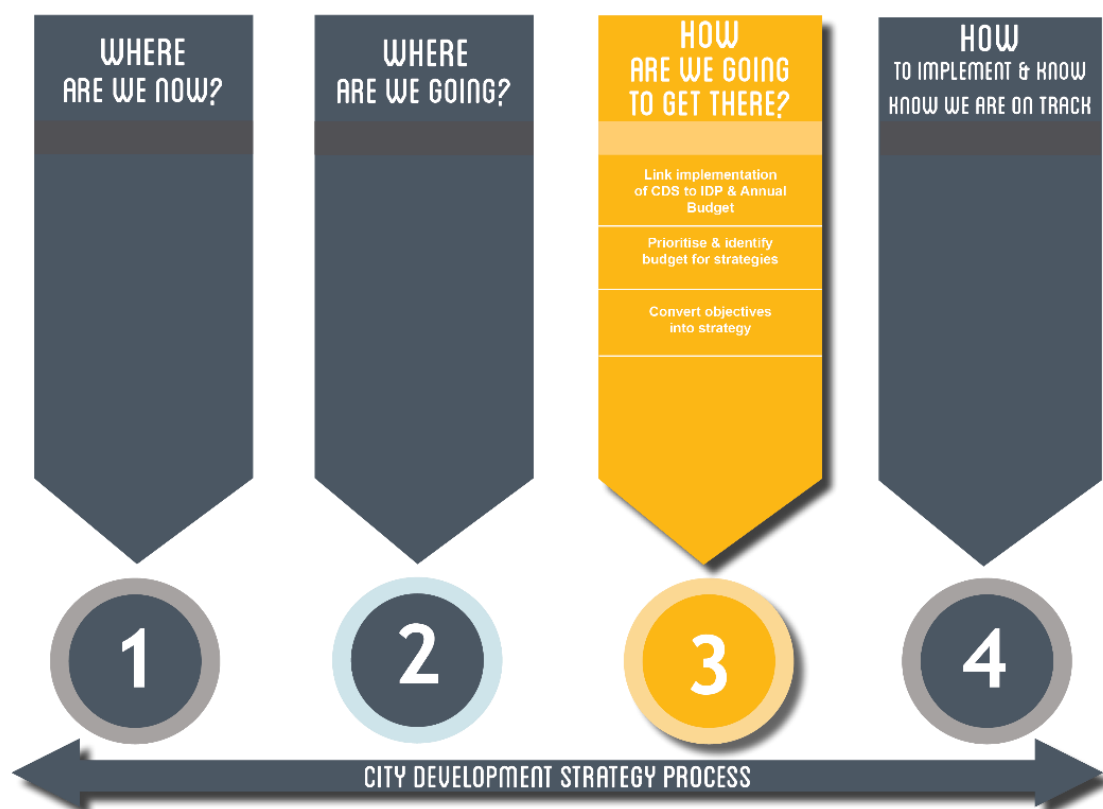 WHERE
ARE WE NOW?
WHERE
ARE WE GOING?
HOW
ARE WE GOING
TO GET THERE?
Link implementation
of CDS to IDP & Annual
Budget
Prioritise & identify
budget for strategies
Convert objectives
into strategy
HOW
TO IMPLEMENT & KNOW
KNOW WE ARE ON TRACK
1
2
3
4
CITY DEVELOPMENT STRATEGY PROCESS